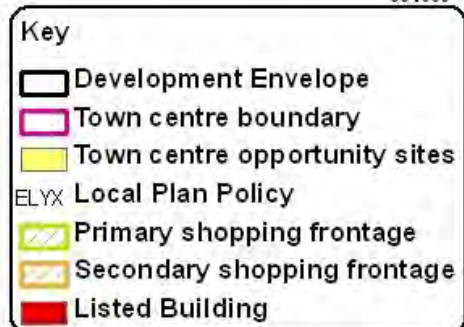 Key
Development Envelope
Town centre boundary
Town centre opportunity sites
ELYX Local Plan Policy
Primary shopping frontage
Secondary shopping frontage
Listed Building